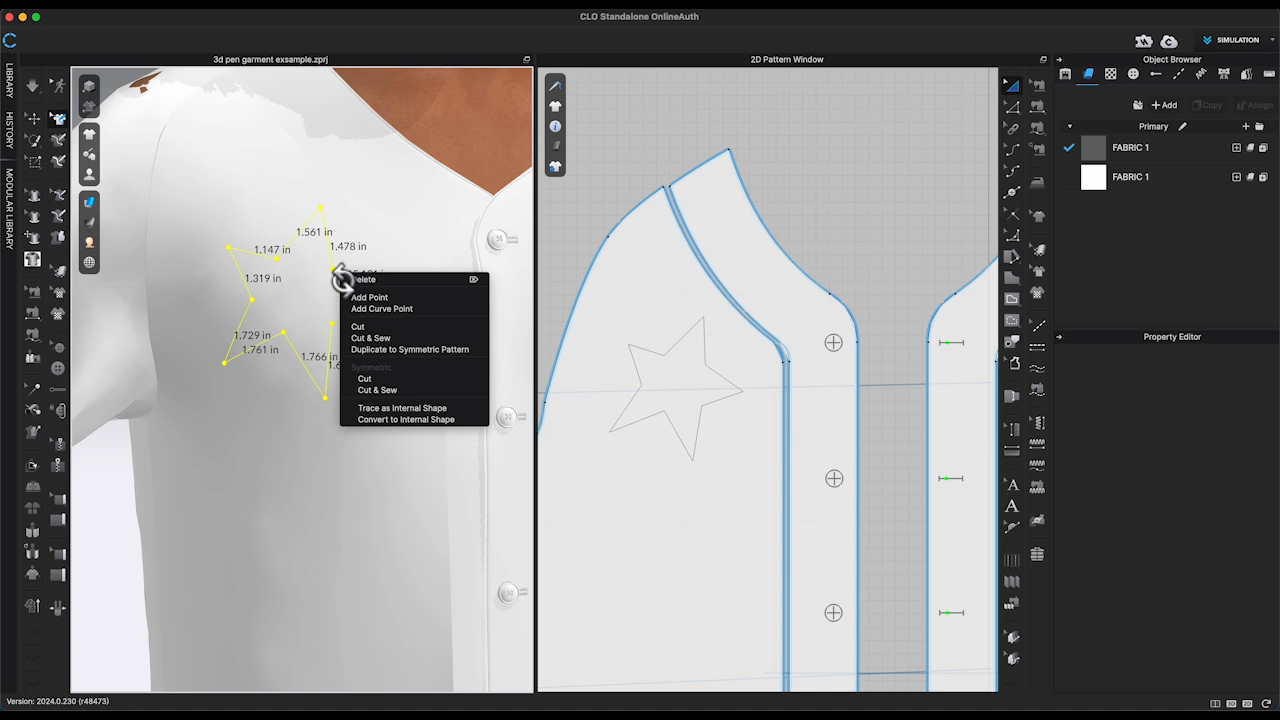 CLO Standalone OnlineAuth
SIMULATION
LIBRARY
HISTORY
MODULAR LIBRARY
3d pen garment exsample.zprj
2D Pattern Window
Object Browser
Add
Copy
Assign
Primary
FABRIC 1
FABRIC 1
Property Editor
1.561 in
1.478 in
1.147 in
1.319 in
1.729 in
1.761 in
1.766 in
Add Point
Add Curve Point
Cut
Cut & Sew
Duplicate to Symmetric Pattern
Symmetric
Cut
Cut & Sew
Trace as Internal Shape
Convert to Internal Shape
Version: 2024.0.230 (r48473)
3D
2D